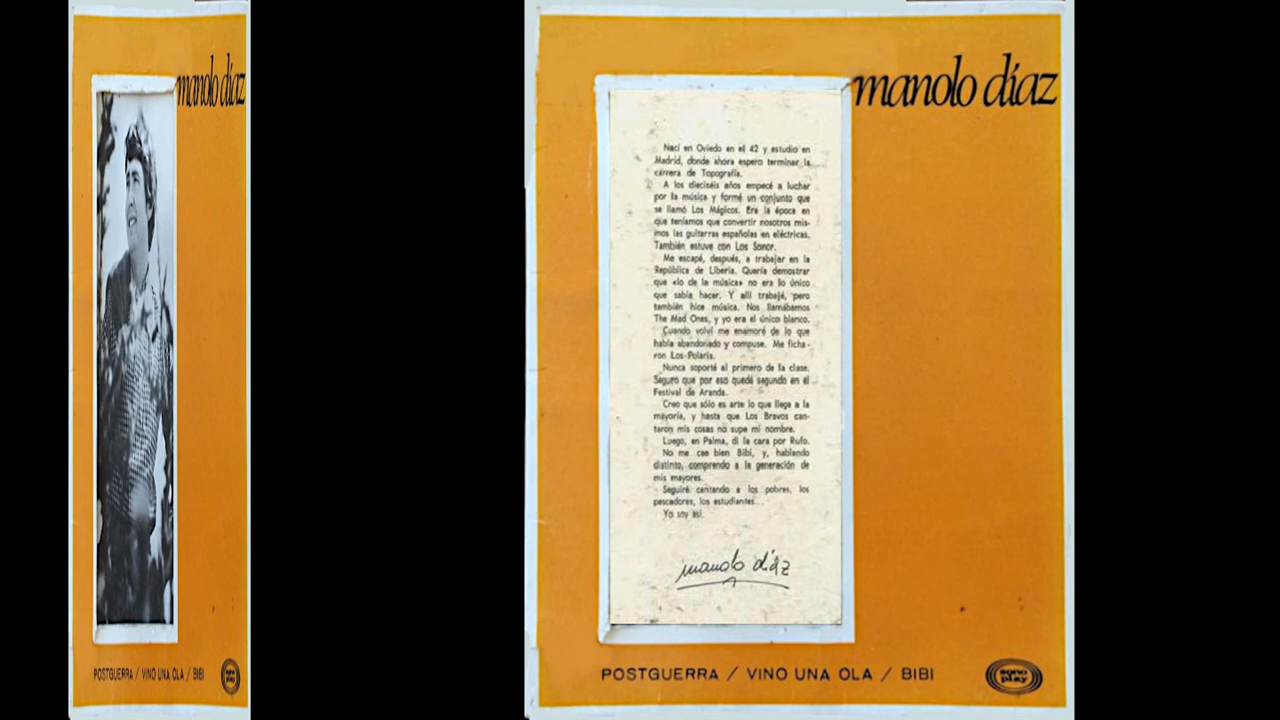 manolo díaz
POSTGUERRA / VINO UNA OLA / BIBI
sono
play
manolo díaz
Nací en Oviedo en el 42 y estudio en
Madrid, donde ahora espero terminar la
carrera de Topografía.
A los dieciséis años empecé a luchar
por la música y formé un conjunto que
se llamó Los Mágicos. Era la época en
que teníamos que convertir nosotros mis-
mos las guitarras españolas en eléctricas.
También estuve con Los Sonor.
Me escapé, después, a trabajar en la
República de Liberia. Quería demostrar
que «lo de la música» no era lo único
que sabía hacer. Y allí trabajé, pero
también hice música. Nos llamábamos
The Mad Ones, y yo era el único blanco.
Cuando volví me enamoré de lo que
había abandonado y compuse. Me ficha-
ron Los Polaris.
Nunca soporté al primero de la clase.
Seguro que por eso quedé segundo en el
Festival de Aranda.
Creo que sólo es arte lo que llega a la
mayoría, y hasta que Los Bravos can-
taron mis cosas no supe mi nombre.
Luego, en Palma, di la cara por Rufo.
No me cae bien Bibi, y, hablando
distinto, comprendo a la generación de
mis mayores.
Seguiré cantando a los pobres, los
pescadores, los estudiantes...
Yo soy así.
manolo díaz
POSTGUERRA / VINO UNA OLA / BIBI
sono
play